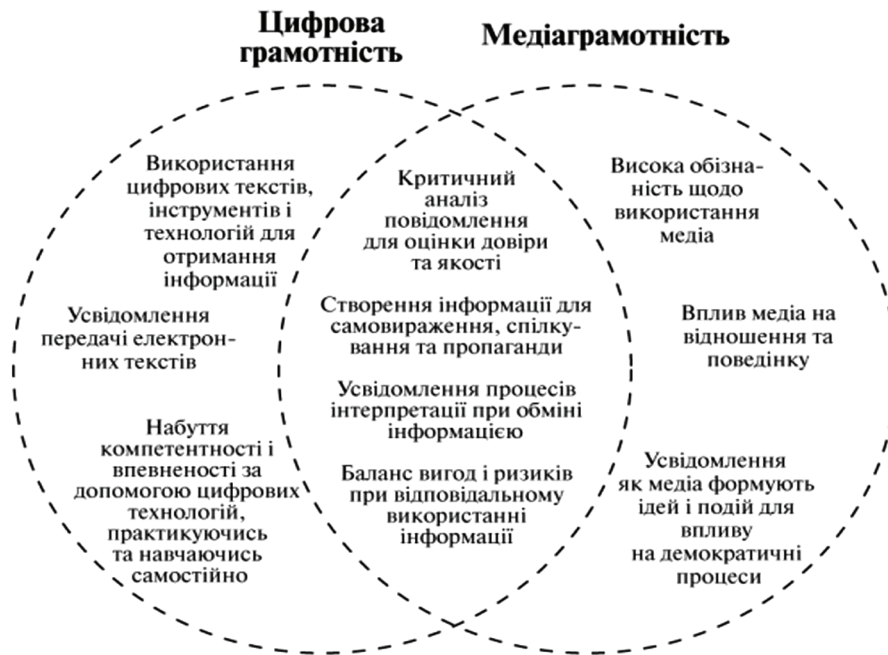 Цифрова
грамотність
Медіаграмотність
Використання
цифрових текстів,
інструментів і
технологій для
отримання
інформації
Усвідомлення
передачі електрон-
них текстів
Набуття
компетентності і
впевненості за
допомогою цифрових
технологій,
практикуючись
та навчаючись
самостійно
Критичний
аналіз
повідомлення
для оцінки довіри
та якості
Створення інформації для
самовираження, спілку-
вання та пропаганди
Усвідомлення процесів
інтерпретації при обміні
інформацією
Баланс вигод і ризиків
при відповідальному
використанні
інформації
Висока обізна-
ність щодо
використання
медіа
Вплив медіа на
відношення та
поведінку
Усвідомлення
як медіа формують
ідей і подій для
впливу
на демократичні
процеси